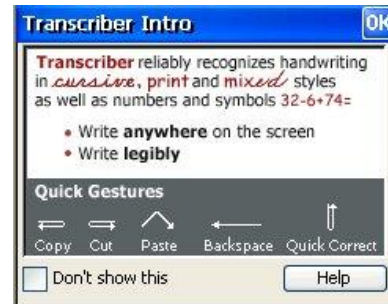 Transcriber Intro OK
Transcriber reliably recognizes handwriting
in cursive, print and mixed styles
as well as numbers and symbols 32-6+74=
• Write anywhere on the screen
• Write legibly
Quick Gestures
Copy Cut Paste Backspace Quick Correct
Don't show this Help